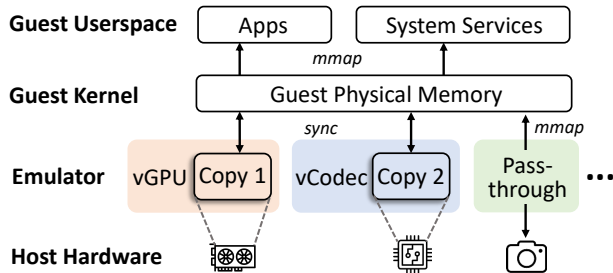 Guest Userspace
Apps
System Services
mmap
Guest Kernel
Guest Physical Memory
sync
mmap
Emulator
vGPU
Copy 1
vCodec
Copy 2
Pass-
through
...
Host Hardware